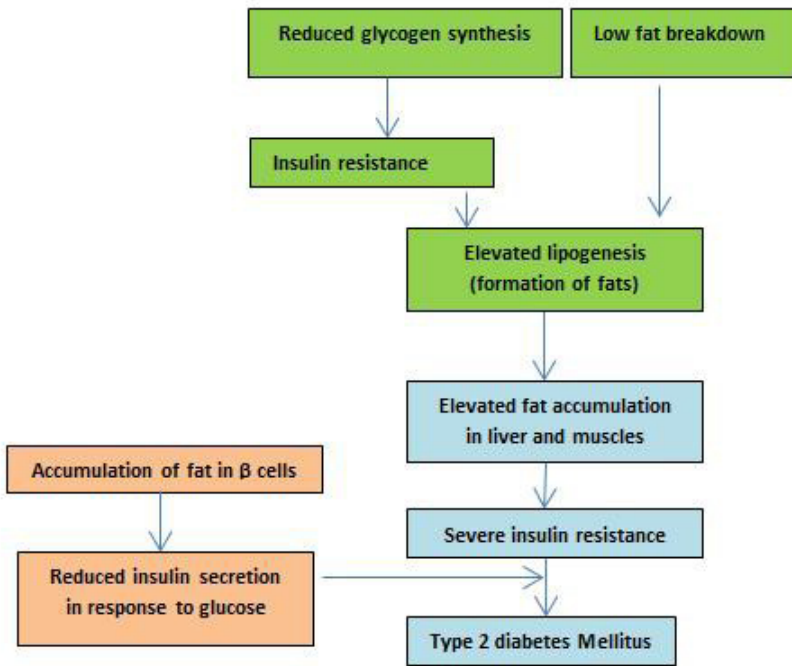 Reduced glycogen synthesis
Low fat breakdown
Insulin resistance
Elevated lipogenesis
(formation of fats)
Elevated fat accumulation
in liver and muscles
Accumulation of fat in β cells
Severe insulin resistance
Reduced insulin secretion
in response to glucose
Type 2 diabetes Mellitus